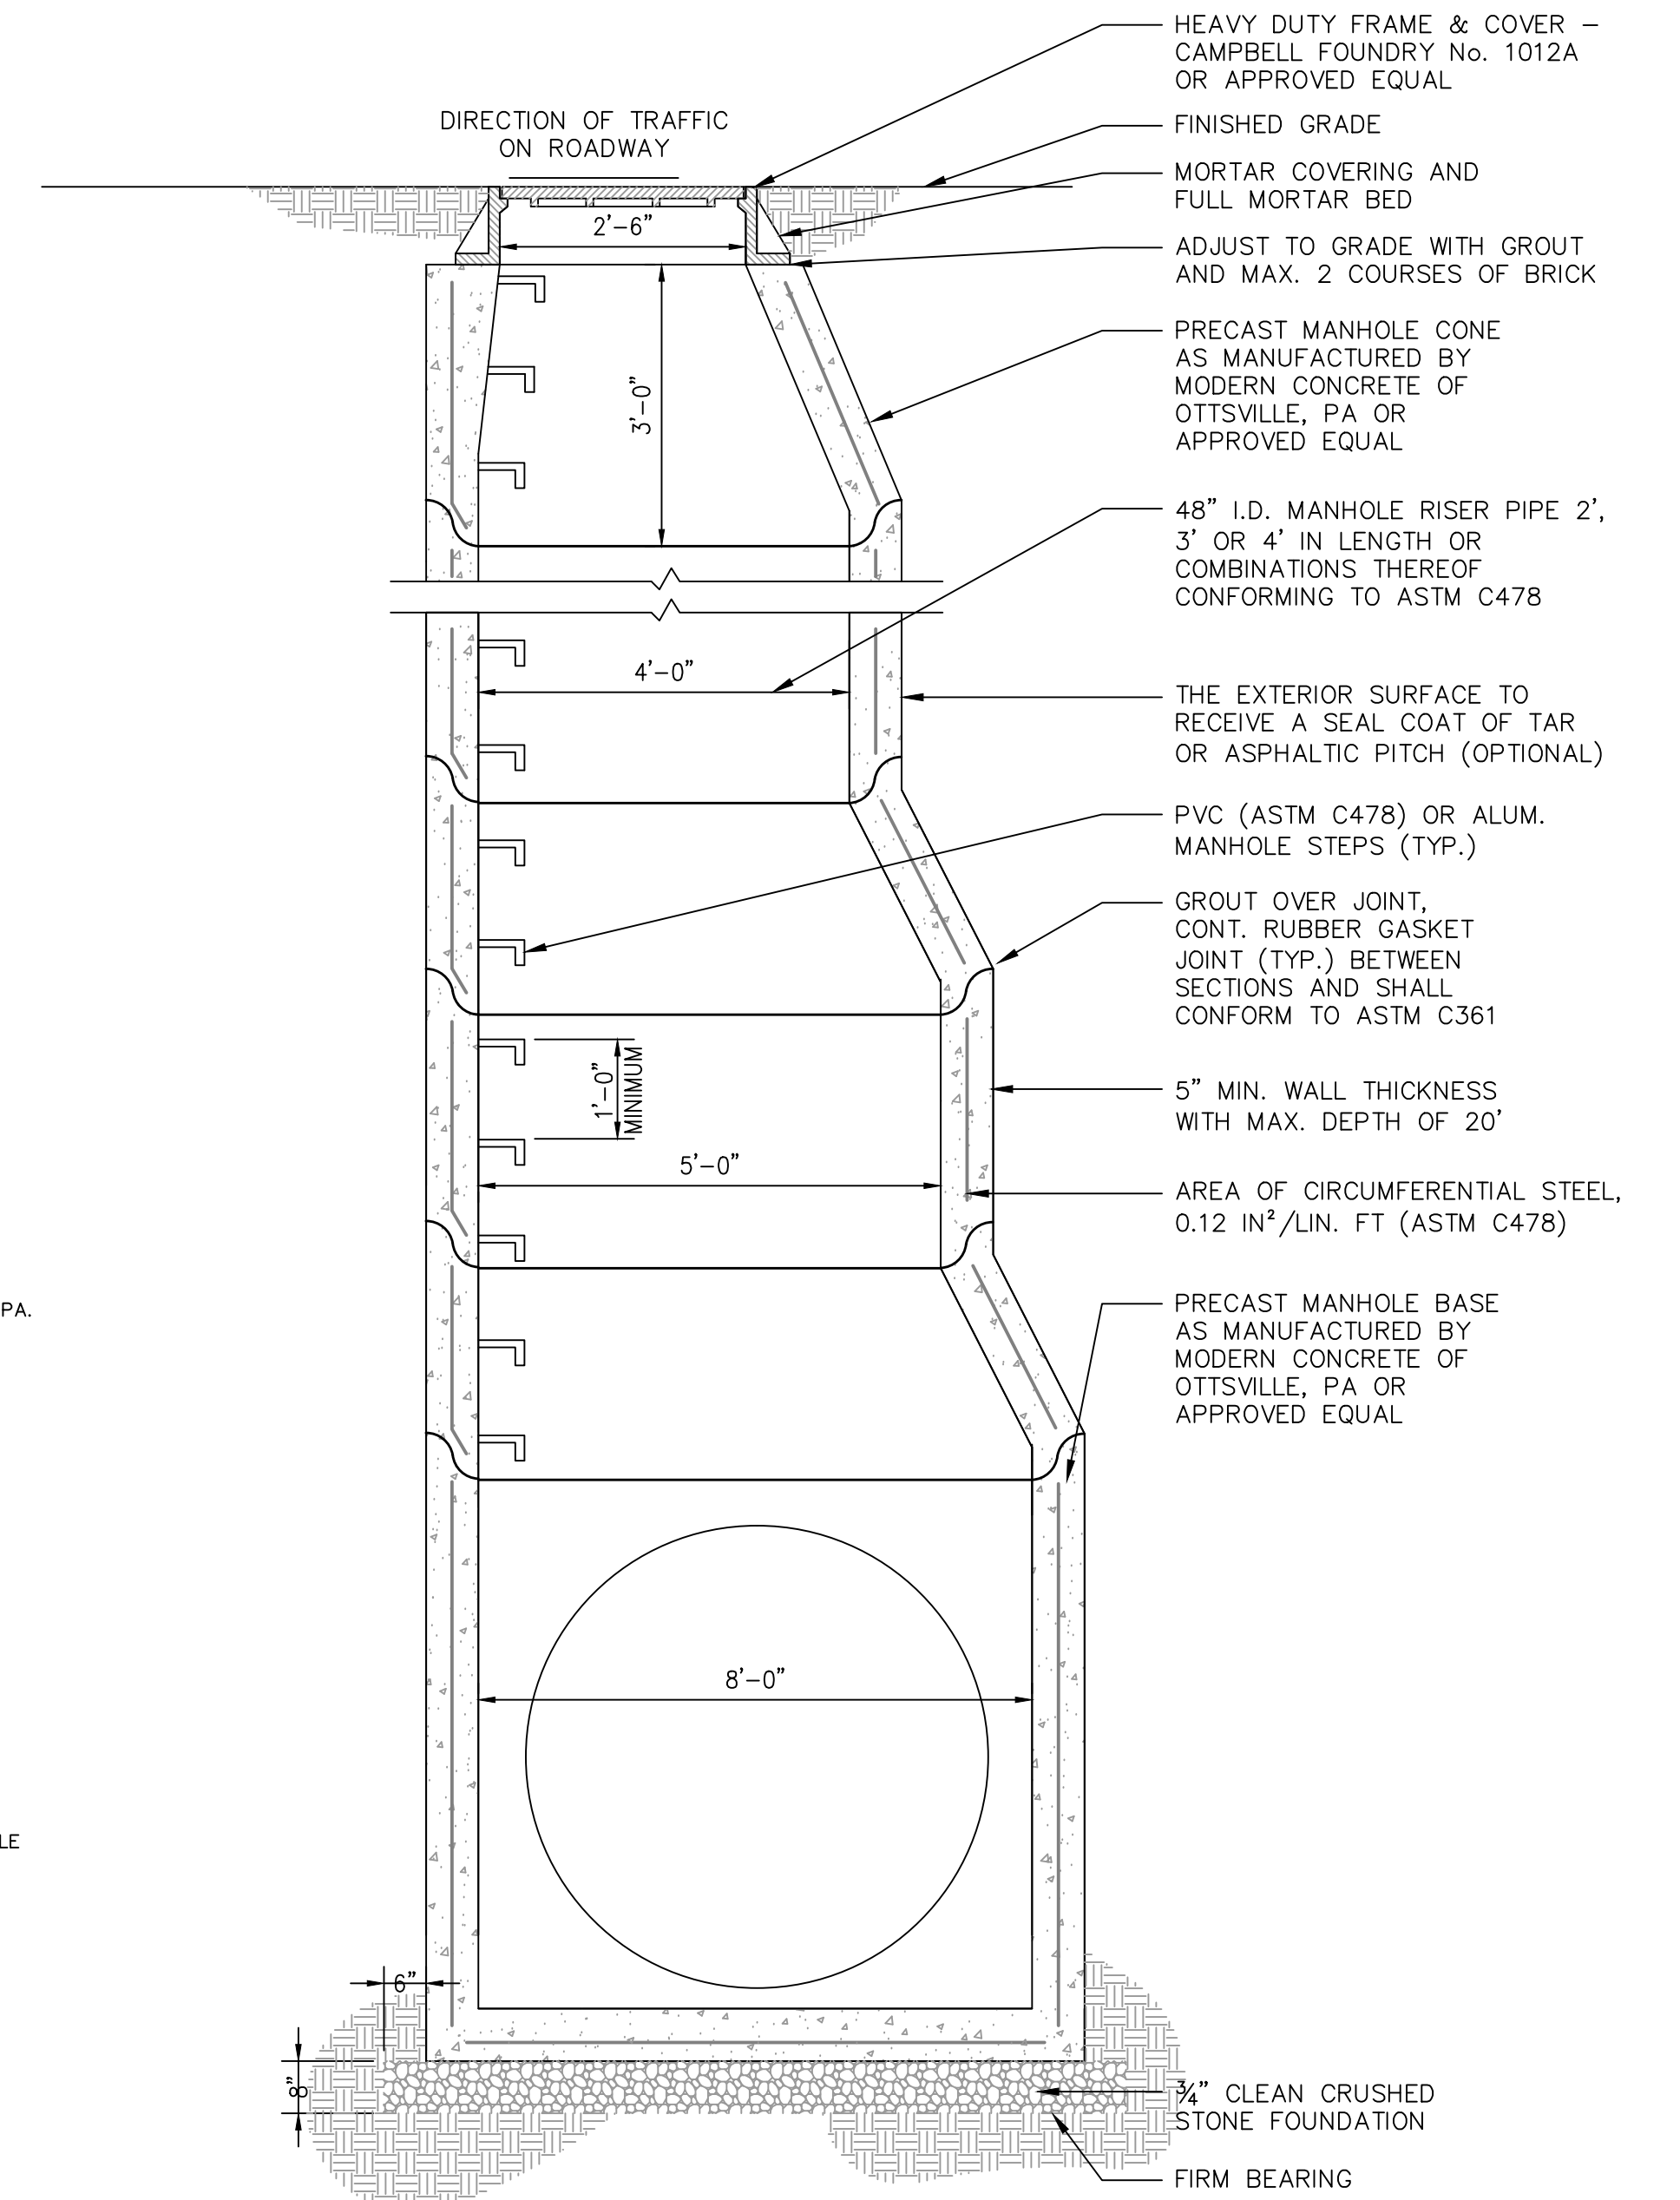 HEAVY DUTY FRAME & COVER –
CAMPBELL FOUNDRY No. 1012A
OR APPROVED EQUAL
DIRECTION OF TRAFFIC
ON ROADWAY
FINISHED GRADE
MORTAR COVERING AND
FULL MORTAR BED
2'–6"
ADJUST TO GRADE WITH GROUT
AND MAX. 2 COURSES OF BRICK
PRECAST MANHOLE CONE
AS MANUFACTURED BY
MODERN CONCRETE OF
OTTSVILLE, PA OR
APPROVED EQUAL
3'–0"
48" I.D. MANHOLE RISER PIPE 2',
3' OR 4' IN LENGTH OR
COMBINATIONS THEREOF
CONFORMING TO ASTM C478
4'–0"
THE EXTERIOR SURFACE TO
RECEIVE A SEAL COAT OF TAR
OR ASPHALTIC PITCH (OPTIONAL)
PVC (ASTM C478) OR ALUM.
MANHOLE STEPS (TYP.)
GROUT OVER JOINT,
CONT. RUBBER GASKET
JOINT (TYP.) BETWEEN
SECTIONS AND SHALL
CONFORM TO ASTM C361
1'–0"
MINIMUM
5" MIN. WALL THICKNESS
WITH MAX. DEPTH OF 20'
5'–0"
AREA OF CIRCUMFERENTIAL STEEL,
0.12 IN²/LIN. FT (ASTM C478)
PRECAST MANHOLE BASE
AS MANUFACTURED BY
MODERN CONCRETE OF
OTTSVILLE, PA OR
APPROVED EQUAL
PA.
8'–0"
LE
6"
8"
¾" CLEAN CRUSHED
STONE FOUNDATION
FIRM BEARING